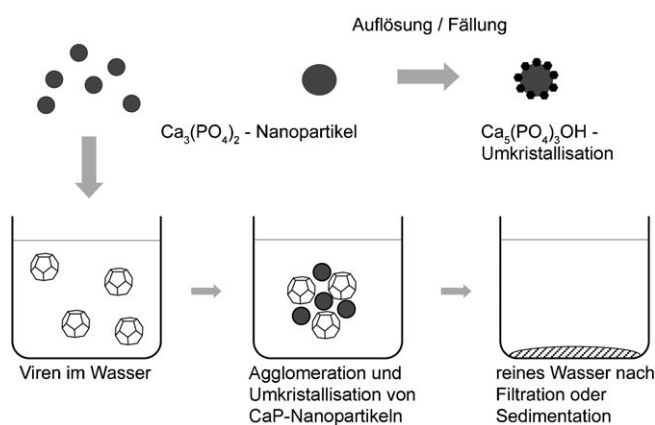 Auflösung / Fällung
Ca₃(PO₄)₂ - Nanopartikel
Ca₅(PO₄)₃OH -
Umkristallisation
Viren im Wasser
Agglomeration und
Umkristallisation von
CaP-Nanopartikeln
reines Wasser nach
Filtration oder
Sedimentation